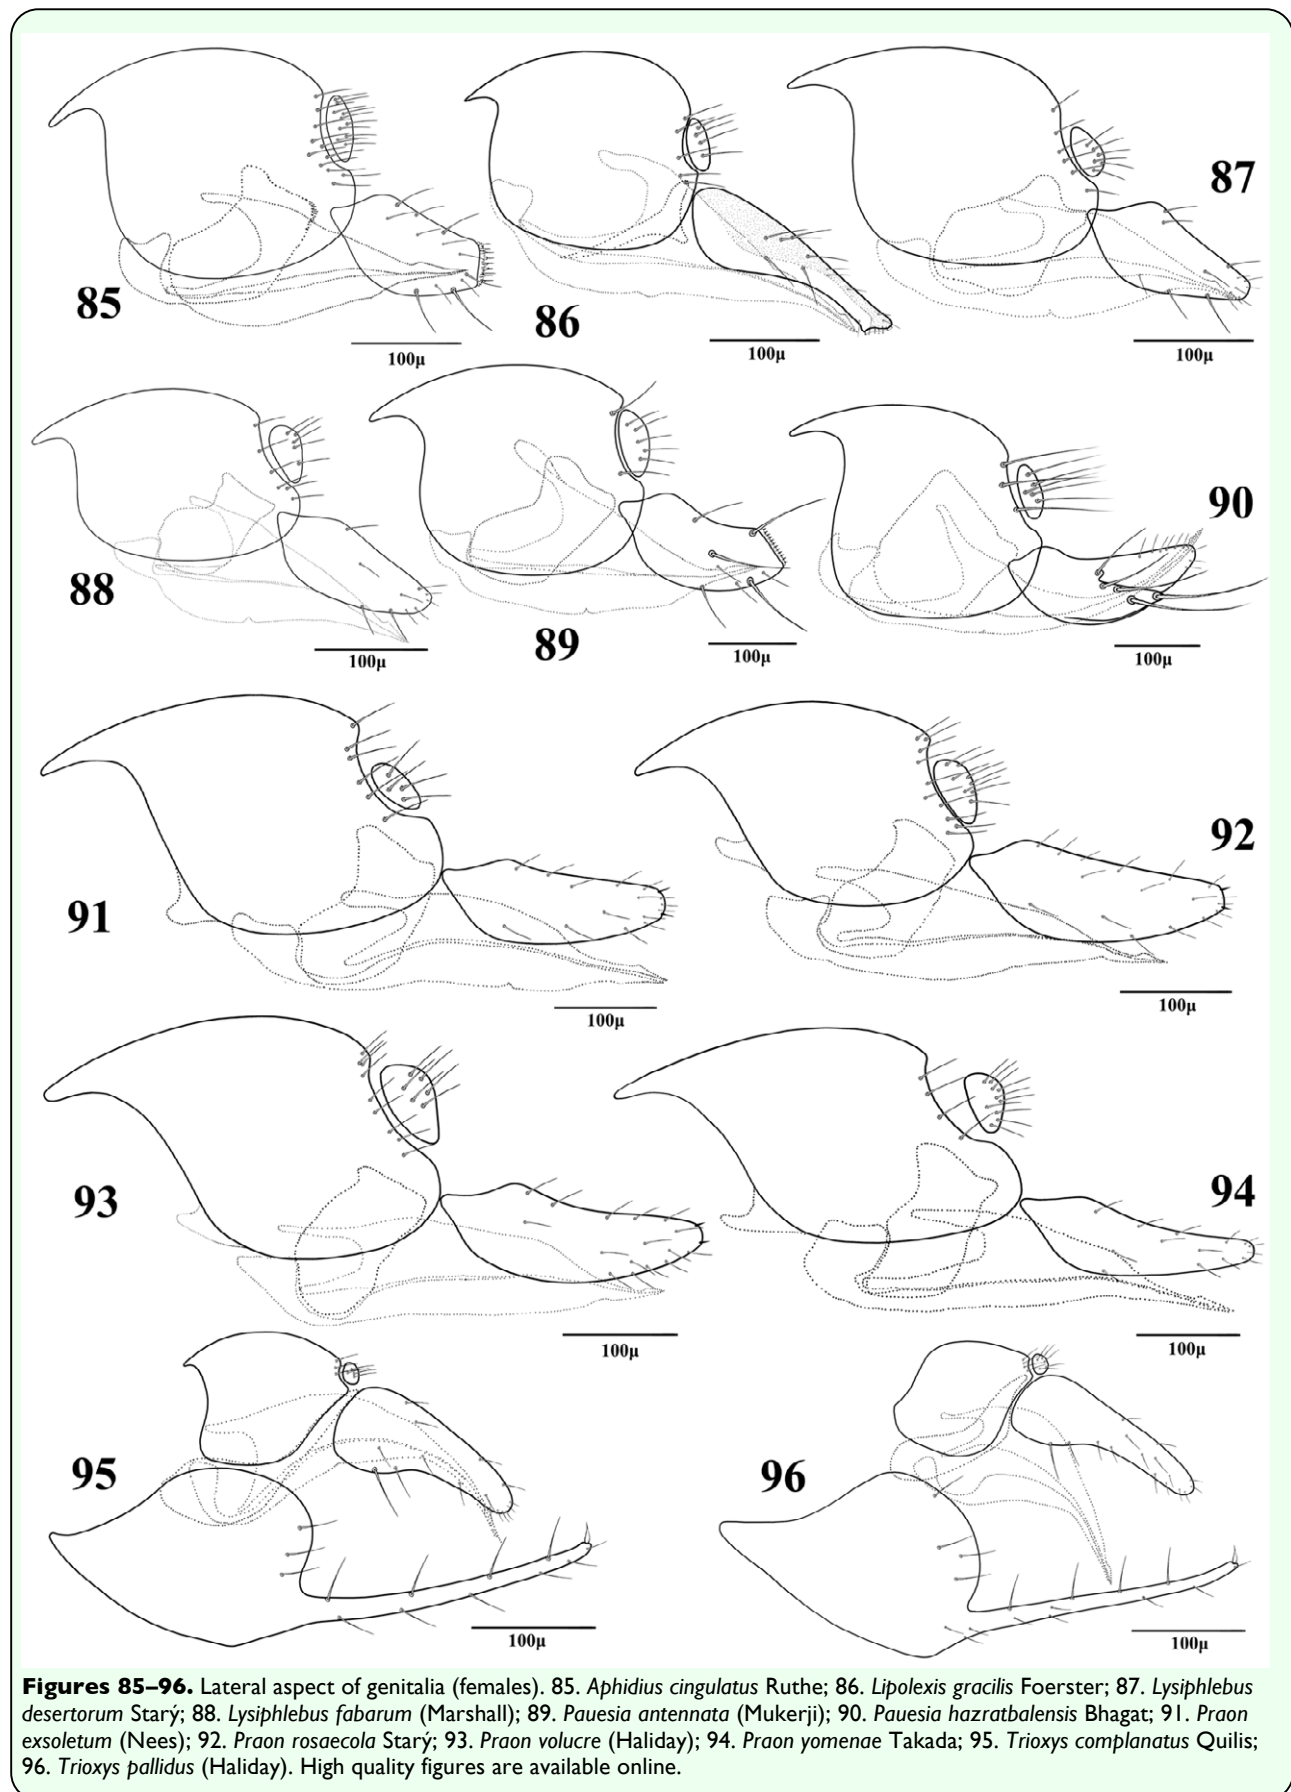 85
100μ
86
100μ
87
100μ
88
100μ
89
100μ
90
100μ
91
100μ
92
100μ
93
100μ
94
100μ
95
100μ
96
100μ
Figures 85–96. Lateral aspect of genitalia (females). 85. Aphidius cingulatus Ruthe; 86. Lipolexis gracilis Foerster; 87. Lysiphlebus
desertorum Starý; 88. Lysiphlebus fabarum (Marshall); 89. Pauesia antennata (Mukerji); 90. Pauesia hazratbalensis Bhagat; 91. Praon
exsoletum (Nees); 92. Praon rosaecola Starý; 93. Praon volucre (Haliday); 94. Praon yomenae Takada; 95. Trioxys complanatus Quilis;
96. Trioxys pallidus (Haliday). High quality figures are available online.